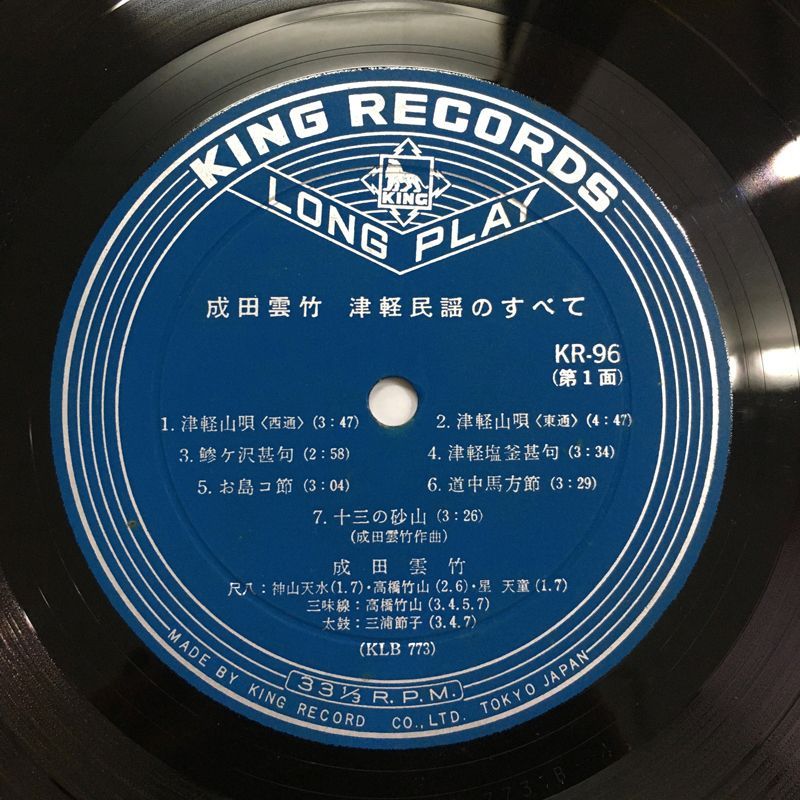 KING RECORDS
KING
LONG PLAY
成田雲竹 津軽民謡のすべて
KR-96
(第1面)
1. 津軽山唄〈西通〉(3:47) 2. 津軽山唄〈東通〉(4:47)
3. 鰺ケ沢甚句 (2:58) 4. 津軽塩釜甚句 (3:34)
5. お島コ節 (3:04) 6. 道中馬方節 (3:29)
7. 十三の砂山 (3:26)
(成田雲竹作曲)
成田雲竹
尺八:神山天水(1.7)・高橋竹山(2.6)・星 天童(1.7)
三味線:高橋竹山(3.4.5.7)
太鼓:三浦節子(3.4.7)
(KLB 773)
33⅓ R.P.M.
MADE BY KING RECORD CO., LTD. TOKYO JAPAN